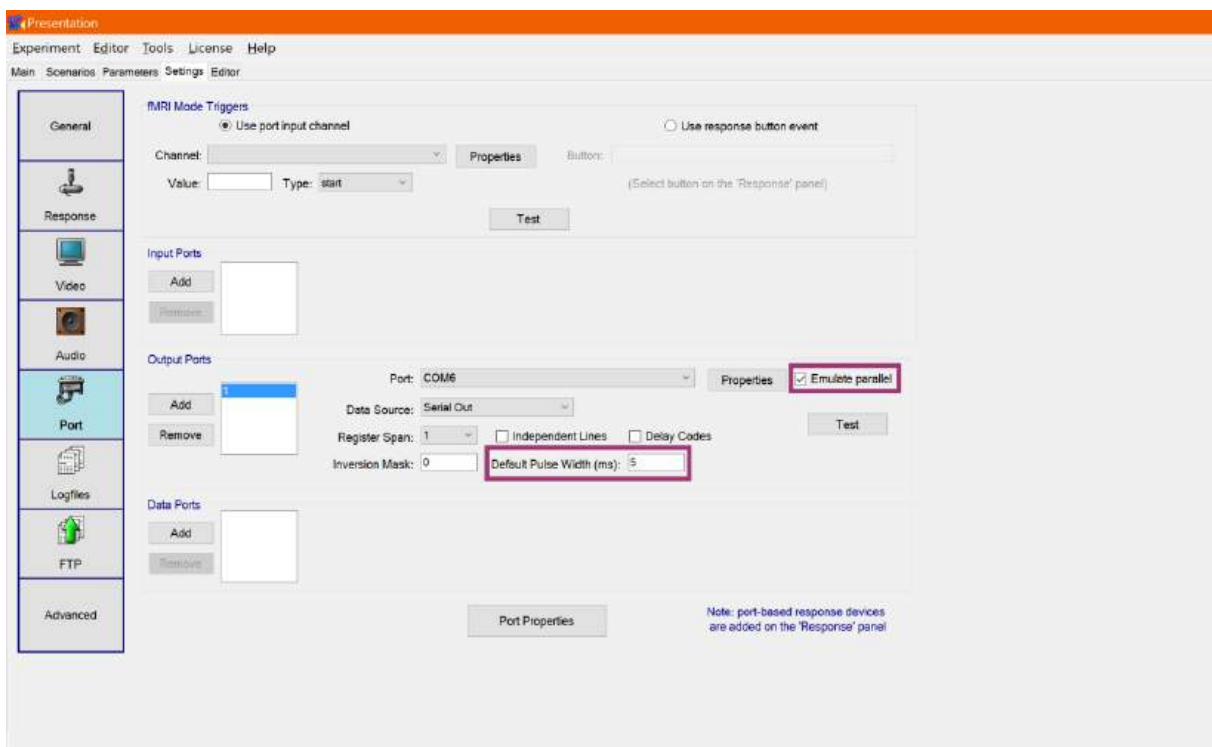 Presentation
Experiment Editor Tools License Help
Main Scenarios Parameters Settings Editor
General
Response
Video
Audio
Port
Logfiles
FTP
Advanced
fMRI Mode Triggers
Use port input channel
Use response button event
Channel:
Properties
Button:
Value:
Type: start
(Select button on the 'Response' panel)
Test
Input Ports
Add
Remove
Output Ports
1
Add
Remove
Port: COM6
Properties
Emulate parallel
Data Source: Serial Out
Test
Register Span: 1
Independent Lines
Delay Codes
Inversion Mask: 0
Default Pulse Width (ms): 5
Data Ports
Add
Remove
Port Properties
Note: port-based response devices
are added on the 'Response' panel